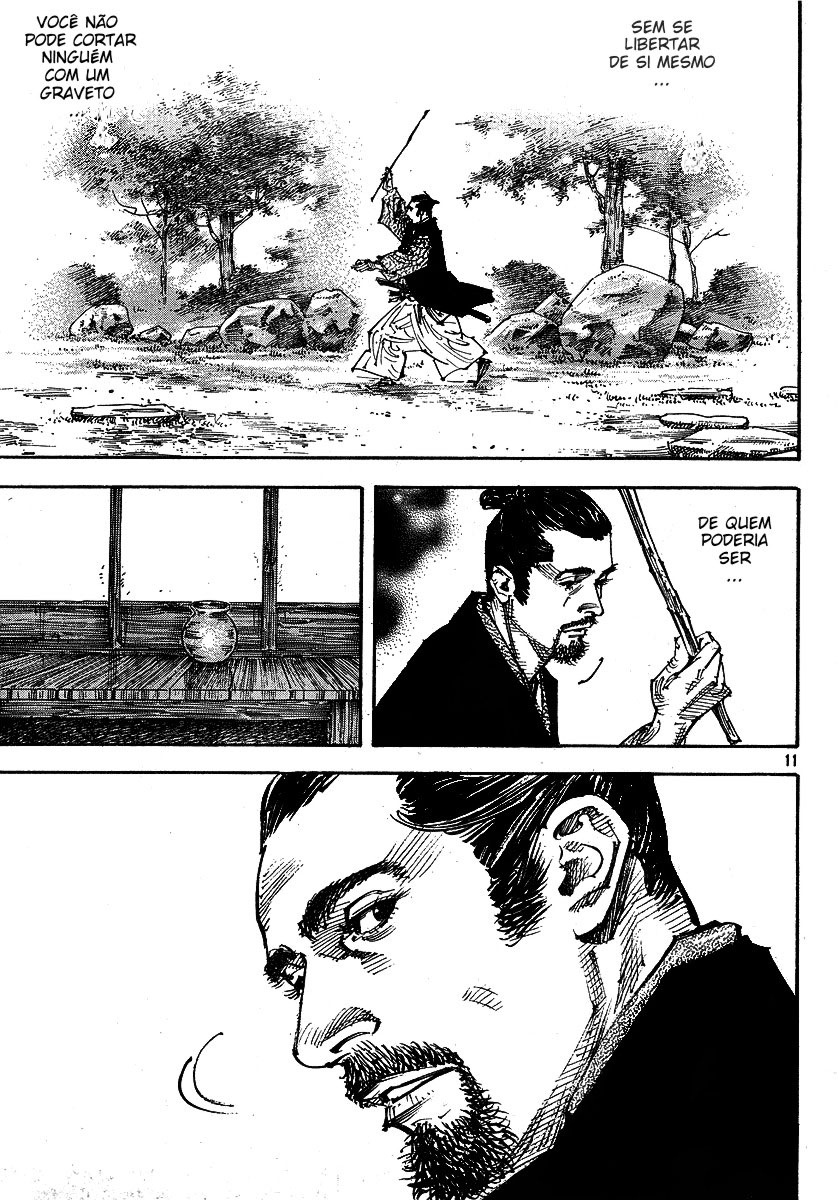 SEM SE
LIBERTAR
DE SI MESMO
...
VOCÊ NÃO
PODE CORTAR
NINGUÉM
COM UM
GRAVETO
...
DE QUEM
PODERIA
SER
...
11